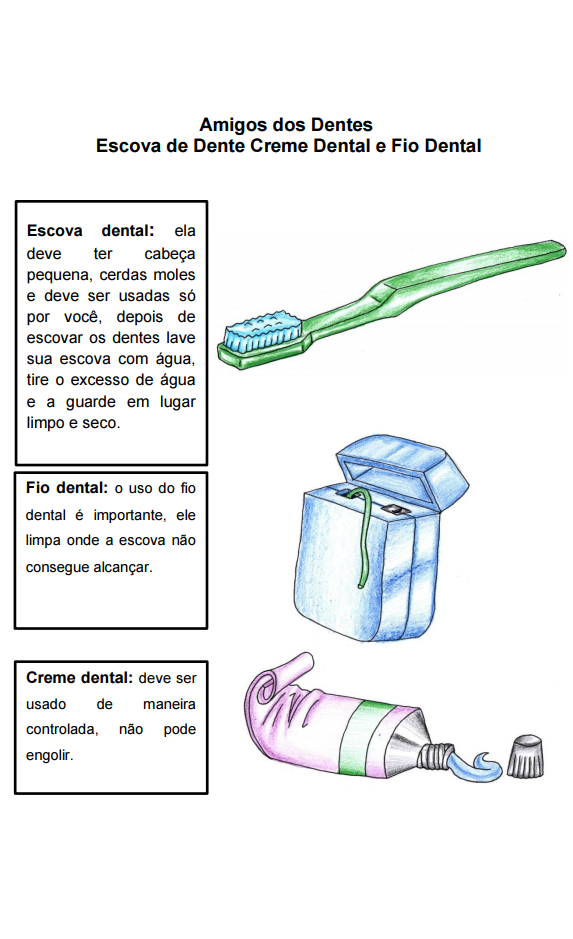 Amigos dos Dentes
Escova de Dente Creme Dental e Fio Dental
Escova dental: ela
deve ter cabeça
pequena, cerdas moles
e deve ser usadas só
por você, depois de
escovar os dentes lave
sua escova com água,
tire o excesso de água
e a guarde em lugar
limpo e seco.
Fio dental: o uso do fio
dental é importante, ele
limpa onde a escova não
consegue alcançar.
Creme dental: deve ser
usado de maneira
controlada, não pode
engolir.